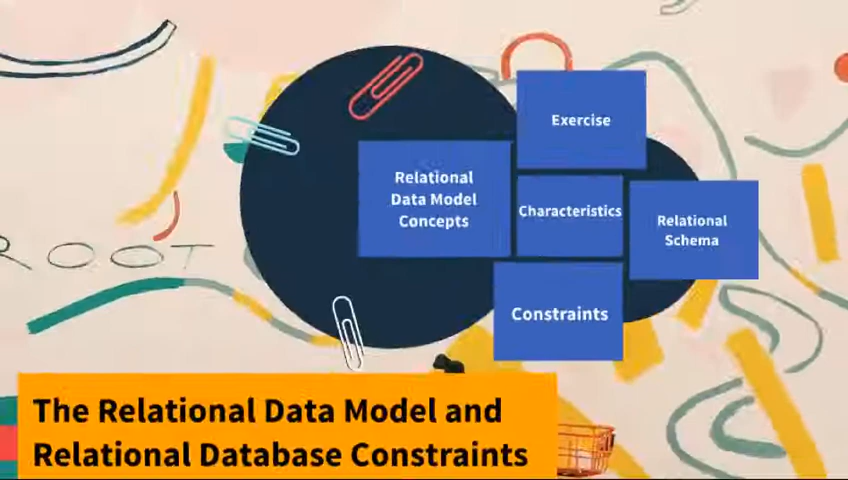 Exercise
Relational
Data Model
Concepts
Characteristics
Relational
Schema
Constraints
ROOT
The Relational Data Model and
Relational Database Constraints